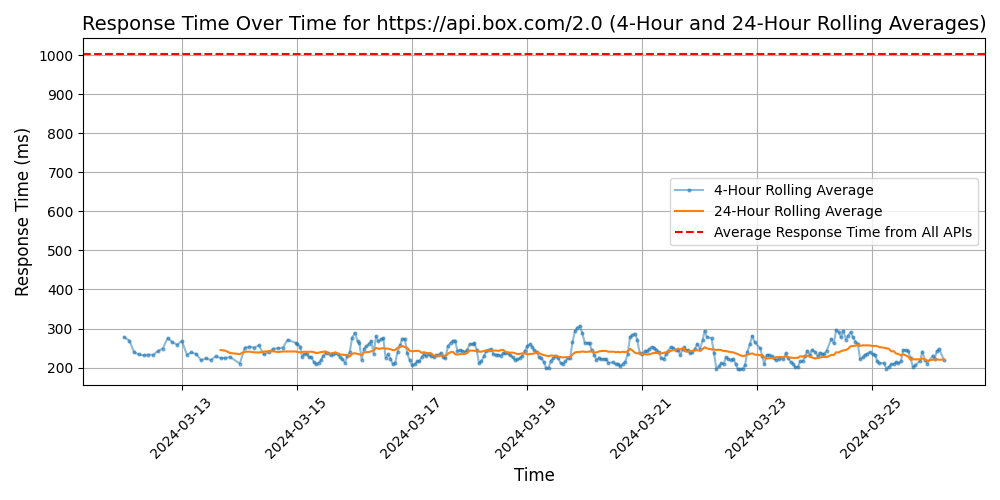 Response Time Over Time for https://api.box.com/2.0 (4-Hour and 24-Hour Rolling Averages)
Response Time (ms)
1000
900
800
700
600
500
400
300
200
4-Hour Rolling Average
24-Hour Rolling Average
Average Response Time from All APIs
2024-03-13
2024-03-15
2024-03-17
2024-03-19
2024-03-21
2024-03-23
2024-03-25
Time